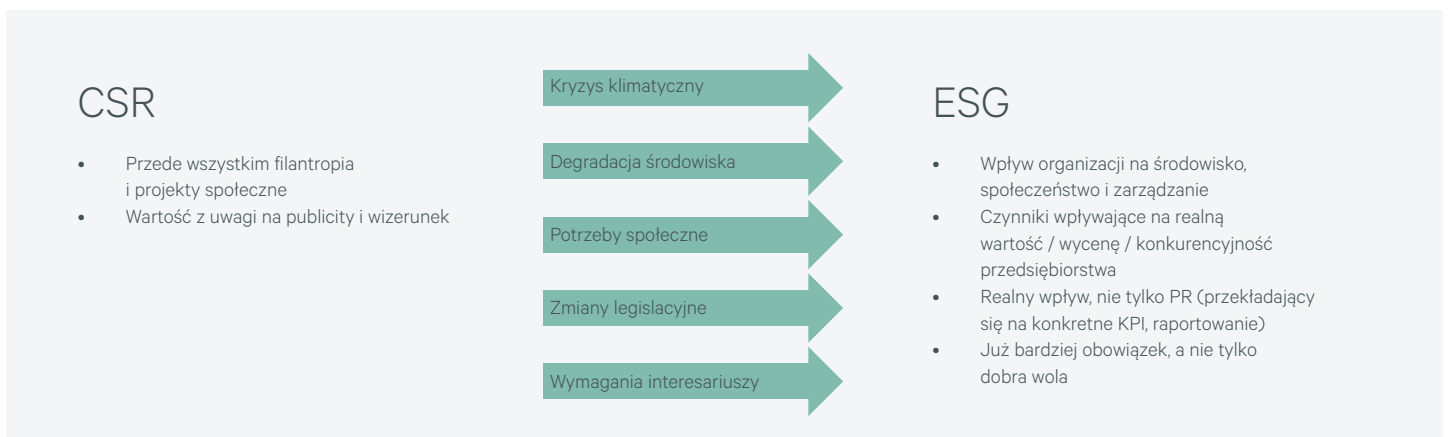 CSR
• Przede wszystkim filantropia
i projekty społeczne
• Wartość z uwagi na publicity i wizerunek
Kryzys klimatyczny
Degradacja środowiska
Potrzeby społeczne
Zmiany legislacyjne
Wymagania interesariuszy
ESG
• Wpływ organizacji na środowisko,
społeczeństwo i zarządzanie
• Czynniki wpływające na realną
wartość / wycenę / konkurencyjność
przedsiębiorstwa
• Realny wpływ, nie tylko PR (przekładający
się na konkretne KPI, raportowanie)
• Już bardziej obowiązek, a nie tylko
dobra wola